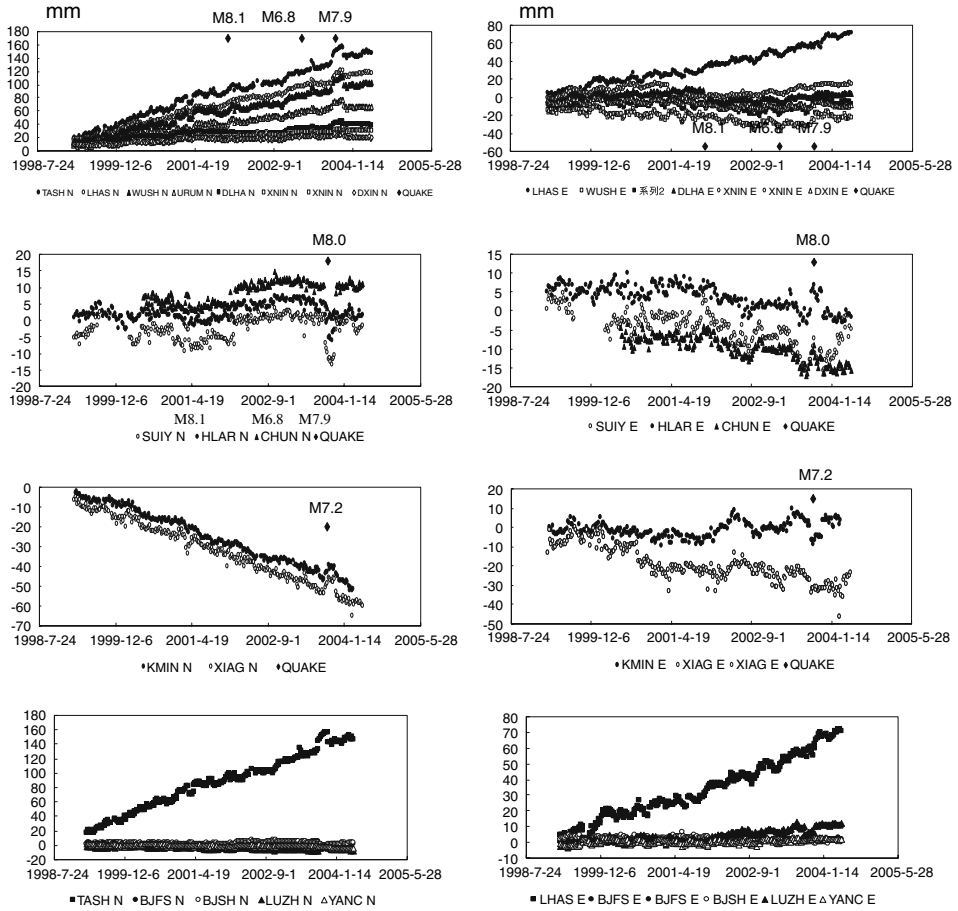 mm
M8.1 M6.8 M7.9
180
160
140
120
100
80
60
40
20
0
1998-7-24 1999-12-6 2001-4-19 2002-9-1 2004-1-14 2005-5-28
TASH N LHAS N WUSH N URUM N DLHA N XNIN N XNIN N DXIN N QUAKE
mm
80
60
40
20
0
-20
-40
-60
M8.1 M6.8 M7.9
1998-7-24 1999-12-6 2001-4-19 2002-9-1 2004-1-14 2005-5-28
LHAS E WUSH E 系列2 DLHA E XNIN E XNIN E DXIN E QUAKE
M8.0
20
15
10
5
0
-5
-10
-15
-20
1998-7-24 1999-12-6 2001-4-19 2002-9-1 2004-1-14 2005-5-28
M8.1 M6.8 M7.9
SUIY N HLAR N CHUN N QUAKE
M8.0
15
10
5
0
-5
-10
-15
-20
1998-7-24 1999-12-6 2001-4-19 2002-9-1 2004-1-14 2005-5-28
SUIY E HLAR E CHUN E QUAKE
0
-10
-20
-30
-40
-50
-60
-70
M7.2
1998-7-24 1999-12-6 2001-4-19 2002-9-1 2004-1-14 2005-5-28
KMIN N XIAG N QUAKE
M7.2
20
10
0
-10
-20
-30
-40
-50
1998-7-24 1999-12-6 2001-4-19 2002-9-1 2004-1-14 2005-5-28
KMIN E XIAG E XIAG E QUAKE
180
160
140
120
100
80
60
40
20
0
-20
1998-7-24 1999-12-6 2001-4-19 2002-9-1 2004-1-14 2005-5-28
TASH N BJFS N BJSH N LUZH N YANC N
80
70
60
50
40
30
20
10
0
-10
1998-7-24 1999-12-6 2001-4-19 2002-9-1 2004-1-14 2005-5-28
LHAS E BJFS E BJFS E BJSH E LUZH E YANC E